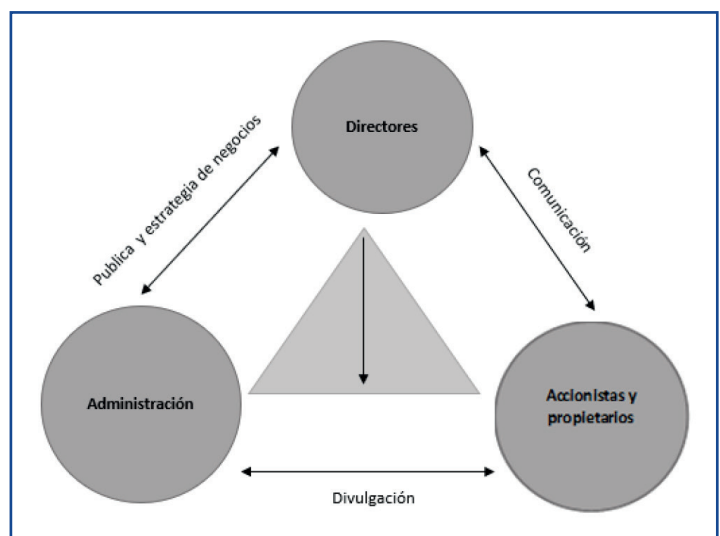 Directores
Publica y estrategia de negocios
Comunicación
Administración
Accionistas y
propietarios
Divulgación